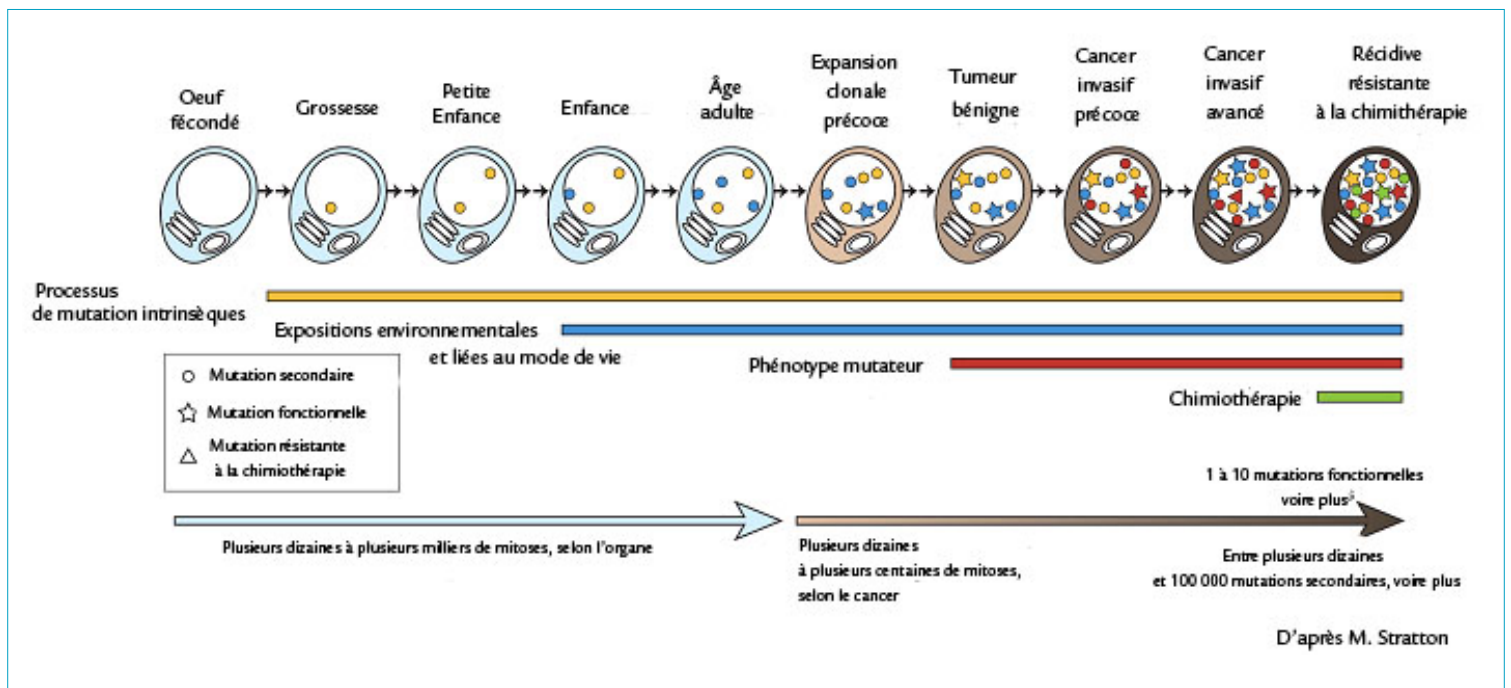 Oeuf
fécondé
Grossesse
Petite
Enfance
Enfance
Âge
adulte
Expansion
clonale
précoce
Tumeur
bénigne
Cancer
invasif
précoce
Cancer
invasif
avancé
Récidive
résistante
à la chimithérapie
Processus
de mutation intrinsèques
Expositions environnementales
et liées au mode de vie
Phénotype mutateur
Chimiothérapie
Mutation secondaire
Mutation fonctionnelle
Mutation résistante
à la chimiothérapie
Plusieurs dizaines à plusieurs milliers de mitoses, selon l'organe
Plusieurs dizaines
à plusieurs centaines de mitoses,
selon le cancer
1 à 10 mutations fonctionnelles
voire plus
Entre plusieurs dizaines
et 100 000 mutations secondaires, voire plus
D'après M. Stratton